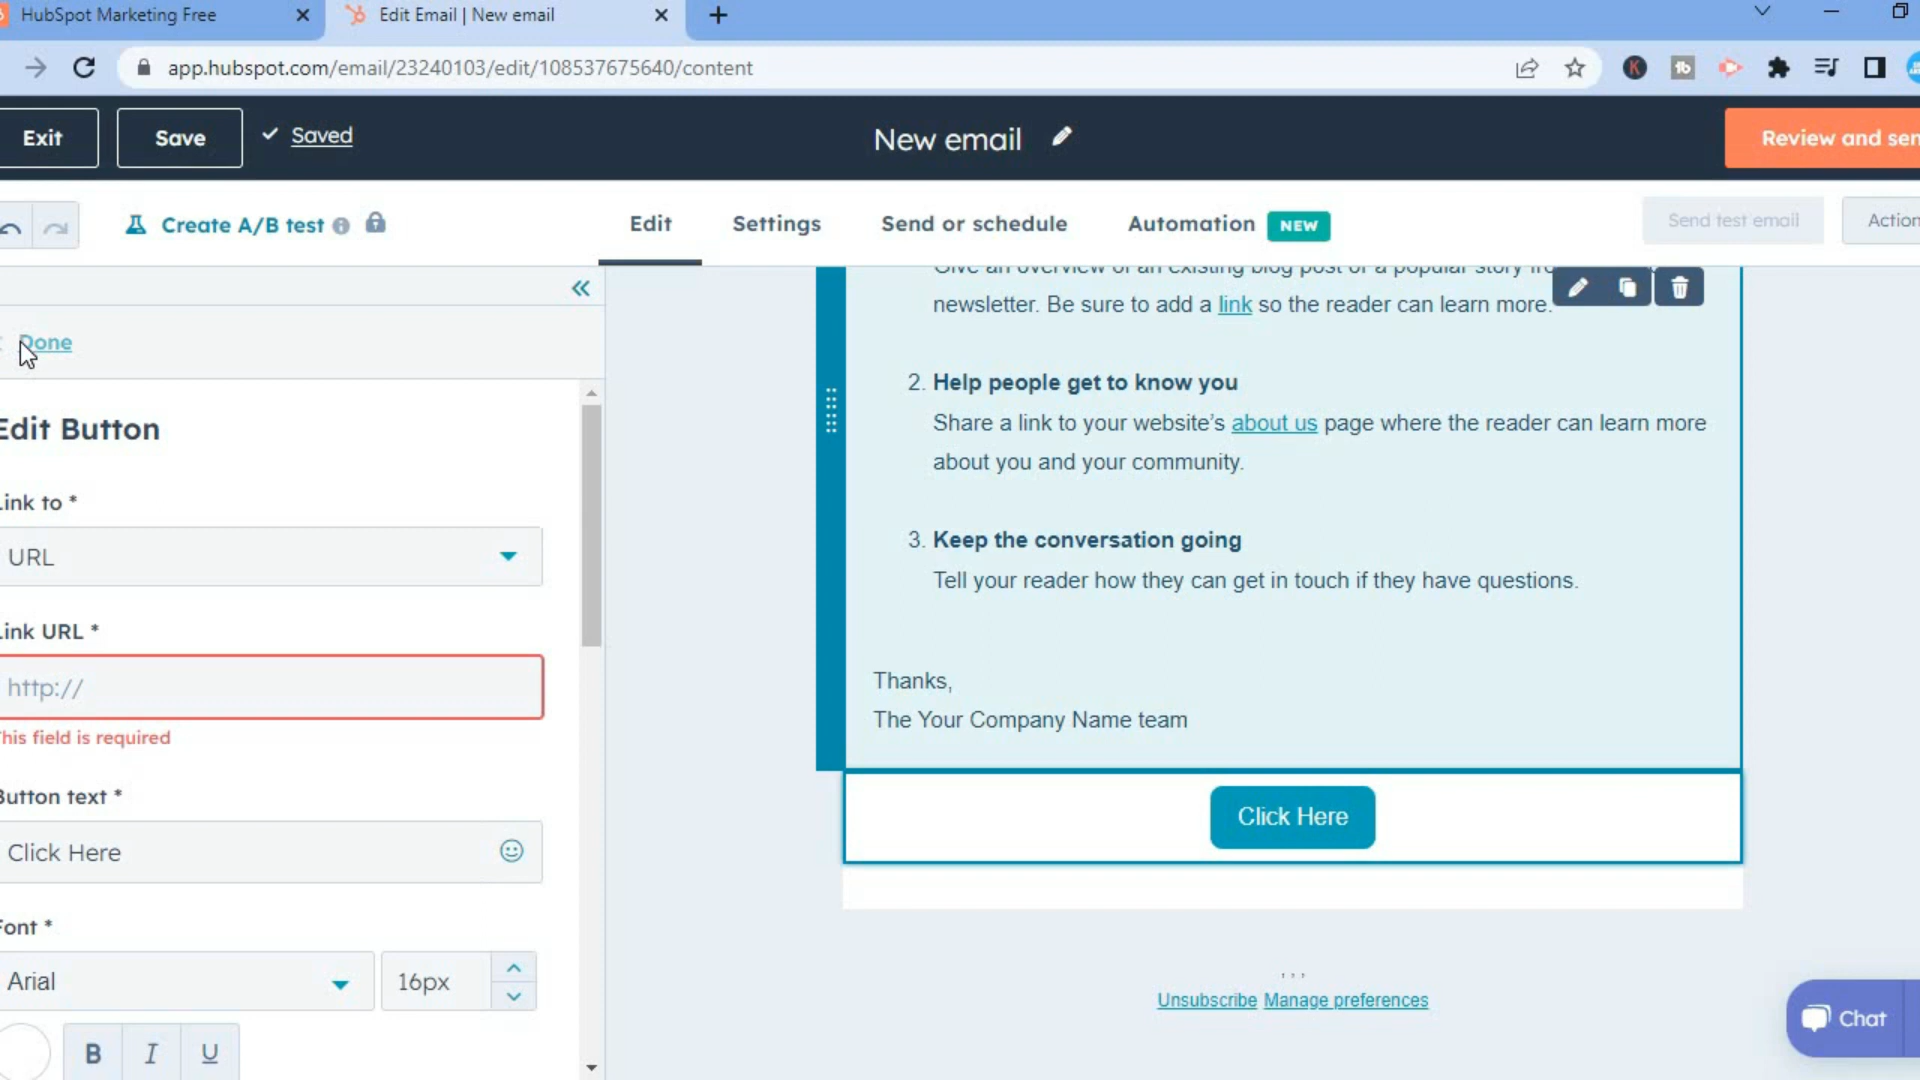 HubSpot Marketing Free
Edit Email | New email
app.hubspot.com/email/23240103/edit/108537675640/content
Exit
Save
Saved
New email
Review and sen
Create A/B test
Edit
Settings
Send or schedule
Automation NEW
Send test email
Action
Done
Edit Button
Link to *
URL
Link URL *
http://
This field is required
Button text *
Click Here
Font *
Arial
16px
B I U
Give an overview of an existing blog post or a popular story fro
newsletter. Be sure to add a link so the reader can learn more.
2. Help people get to know you
Share a link to your website's about us page where the reader can learn more
about you and your community.
3. Keep the conversation going
Tell your reader how they can get in touch if they have questions.
Thanks,
The Your Company Name team
Click Here
, , ,
Unsubscribe Manage preferences
Chat